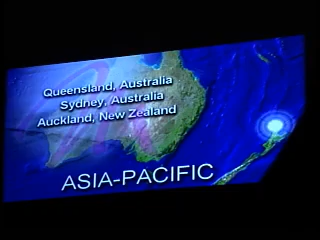 Queensland, Australia
Sydney, Australia
Auckland, New Zealand
ASIA-PACIFIC